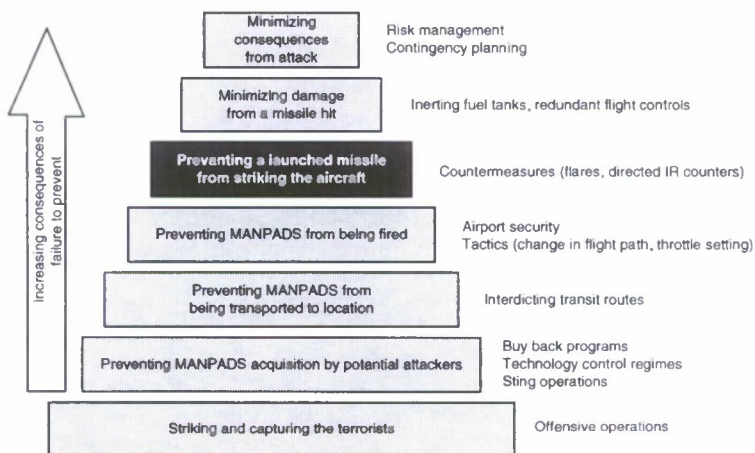 Minimizing
consequences
from attack
Risk management
Contingency planning
Minimizing damage
from a missile hit
Inerting fuel tanks, redundant flight controls
Preventing a launched missile
from striking the aircraft
Countermeasures (flares, directed IR counters)
Preventing MANPADS from being fired
Airport security
Tactics (change in flight path, throttle setting)
Preventing MANPADS from
being transported to location
Interdicting transit routes
Preventing MANPADS acquisition by potential attackers
Buy back programs
Technology control regimes
Sting operations
Striking and capturing the terrorists
Offensive operations
Increasing consequences of
failure to prevent